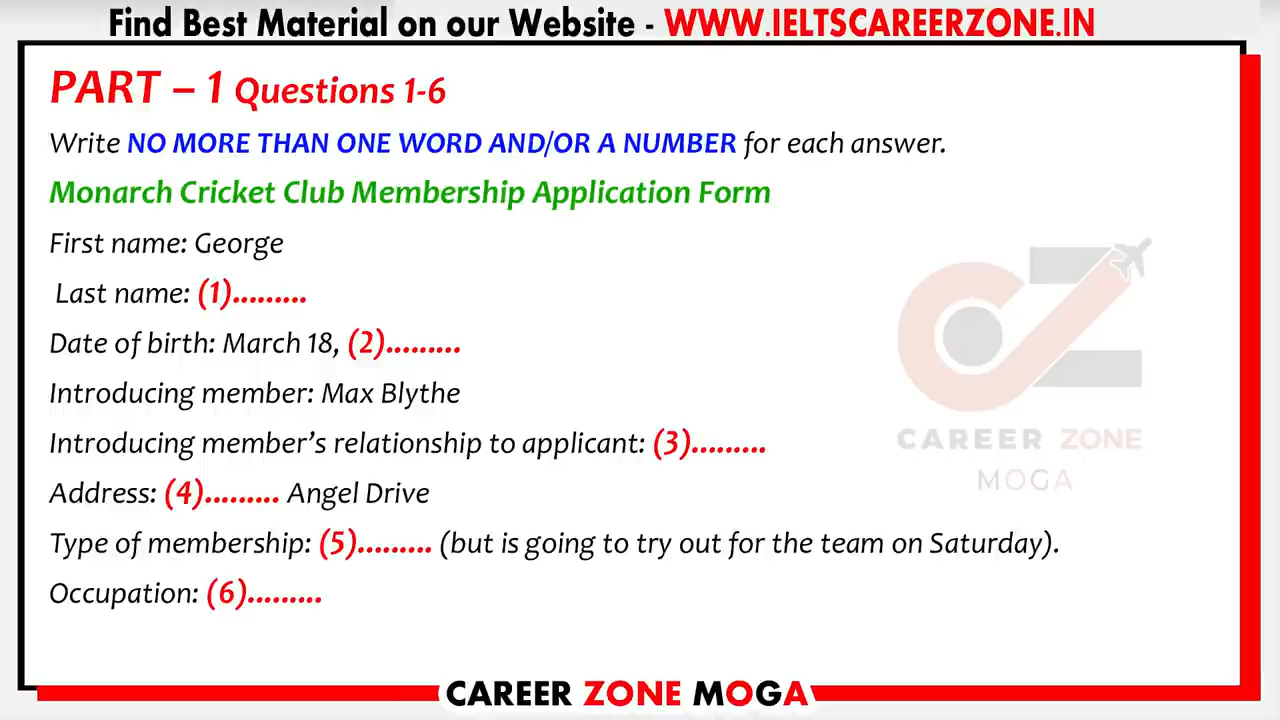 Find Best Material on our Website - WWW.IELTSCAREERZONE.IN
PART – 1 Questions 1-6
Write NO MORE THAN ONE WORD AND/OR A NUMBER for each answer.
Monarch Cricket Club Membership Application Form
First name: George
Last name: (1).........
Date of birth: March 18, (2).........
Introducing member: Max Blythe
Introducing member's relationship to applicant: (3).........
Address: (4)......... Angel Drive
Type of membership: (5)......... (but is going to try out for the team on Saturday).
Occupation: (6).........
CAREER ZONE
MOGA
CAREER ZONE MOGA